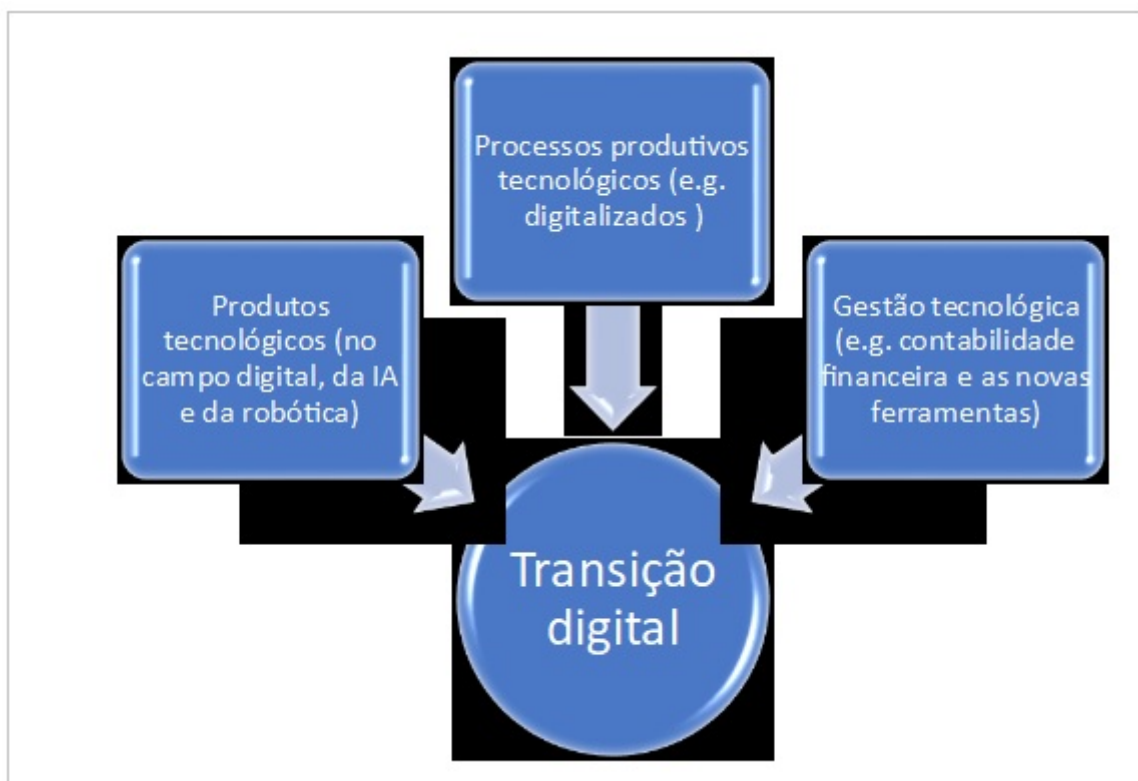 Processos produtivos
tecnológicos (e.g.
digitalizados )
Produtos
tecnológicos (no
campo digital, da IA
e da robótica)
Gestão tecnológica
(e.g. contabilidade
financeira e as novas
ferramentas)
Transição
digital